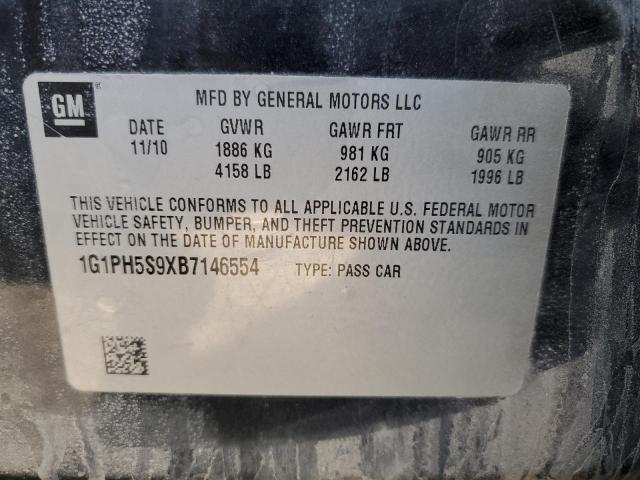 GM
MFD BY GENERAL MOTORS LLC
DATE GVWR GAWR FRT GAWR RR
11/10 1886 KG 981 KG 905 KG
4158 LB 2162 LB 1996 LB
THIS VEHICLE CONFORMS TO ALL APPLICABLE U.S. FEDERAL MOTOR
VEHICLE SAFETY, BUMPER, AND THEFT PREVENTION STANDARDS IN
EFFECT ON THE DATE OF MANUFACTURE SHOWN ABOVE.
1G1PH5S9XB7146554 TYPE: PASS CAR